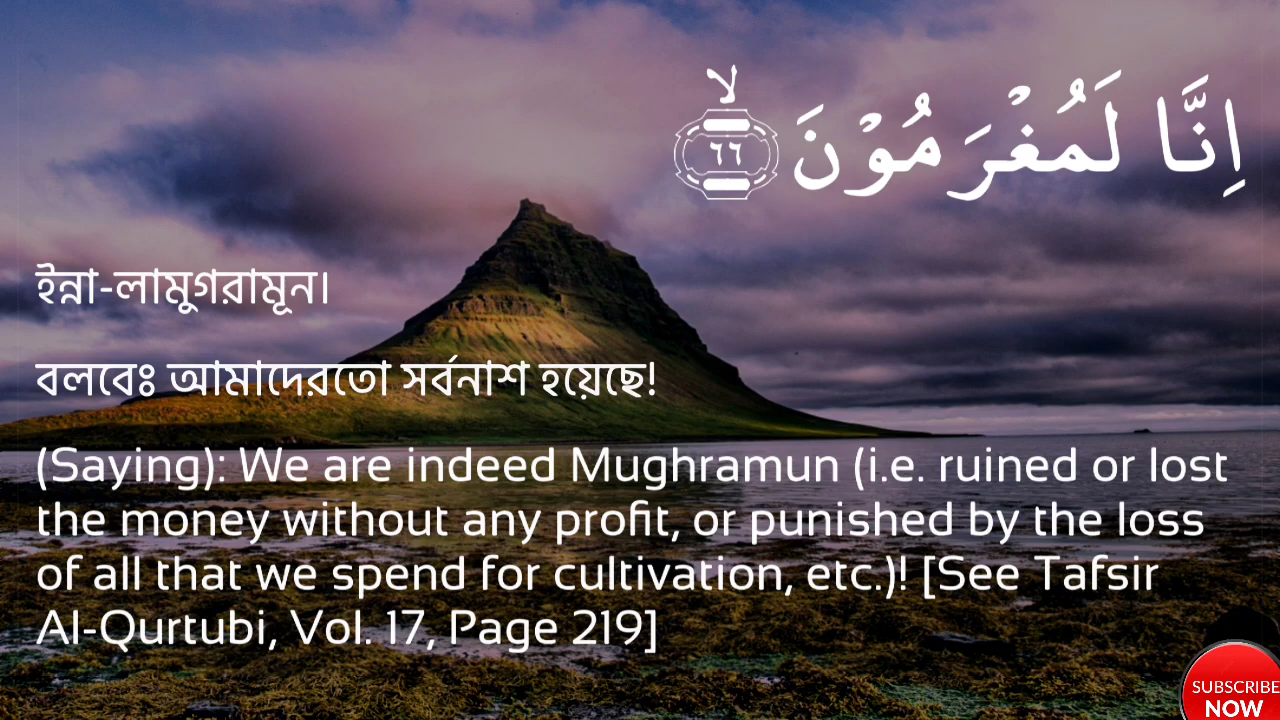 اِنَّا لَمُغْرَمُوْنَ ۙ‏﴿٦٦﴾
ইন্না-লামুগরামূন।
বলবেঃ আমাদেরতো সর্বনাশ হয়েছে!
(Saying): We are indeed Mughramun (i.e. ruined or lost
the money without any profit, or punished by the loss
of all that we spend for cultivation, etc.)! [See Tafsir
Al-Qurtubi, Vol. 17, Page 219]
SUBSCRIBE
NOW